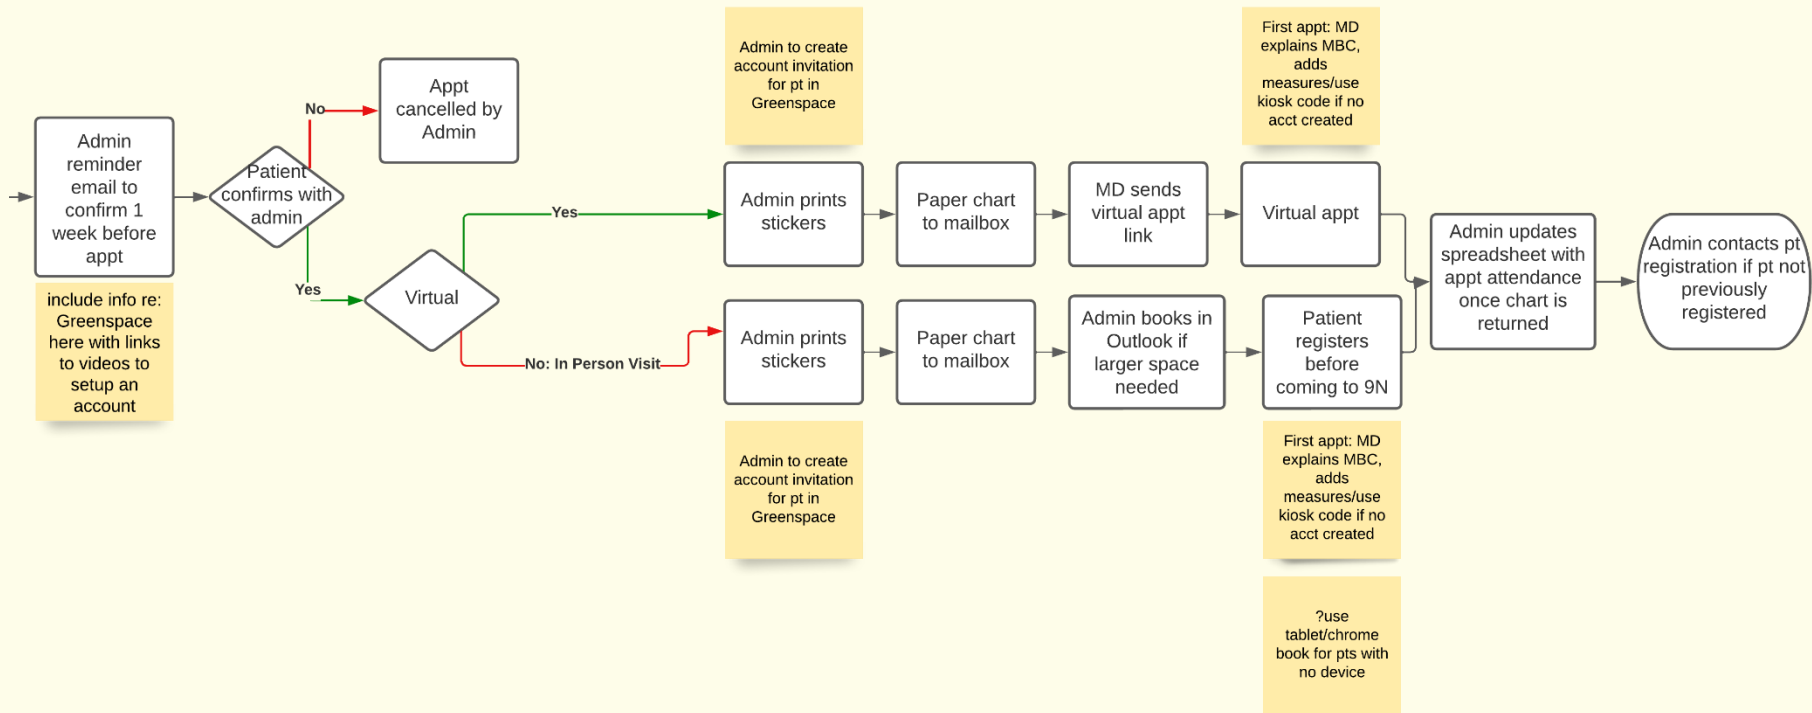 Admin
reminder
email to
confirm 1
week before
appt
include info re:
Greenspace
here with links
to videos to
setup an
account
Patient
confirms with
admin
No
Appt
cancelled by
Admin
Yes
Virtual
Yes
No: In Person Visit
Admin to create
account invitation
for pt in
Greenspace
Admin prints
stickers
Paper chart
to mailbox
MD sends
virtual appt
link
First appt: MD
explains MBC,
adds
measures/use
kiosk code if no
acct created
Virtual appt
Admin prints
stickers
Admin to create
account invitation
for pt in
Greenspace
Paper chart
to mailbox
Admin books in
Outlook if
larger space
needed
Patient
registers
before
coming to 9N
First appt: MD
explains MBC,
adds
measures/use
kiosk code if no
acct created
?use
tablet/chrome
book for pts with
no device
Admin updates
spreadsheet with
appt attendance
once chart is
returned
Admin contacts pt
registration if pt not
previously
registered